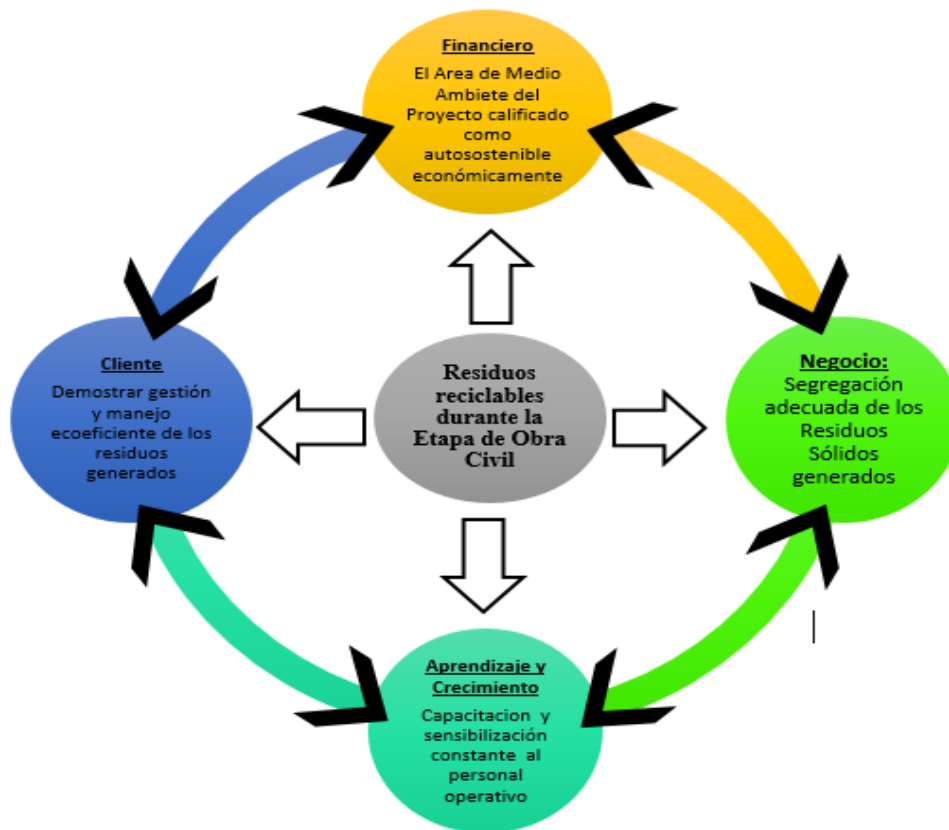 Financiero
El Area de Medio
Ambiete del
Proyecto calificado
como
autosostenible
económicamente
Cliente
Demostrar gestión
y manejo
ecoeficiente de los
residuos
generados
Residuos
reciclables
durante la
Etapa de Obra
Civil
Negocio:
Segregación
adecuada de los
Residuos
Sólidos
generados
Aprendizaje y
Crecimiento
Capacitacion y
sensibilización
constante al
personal
operativo